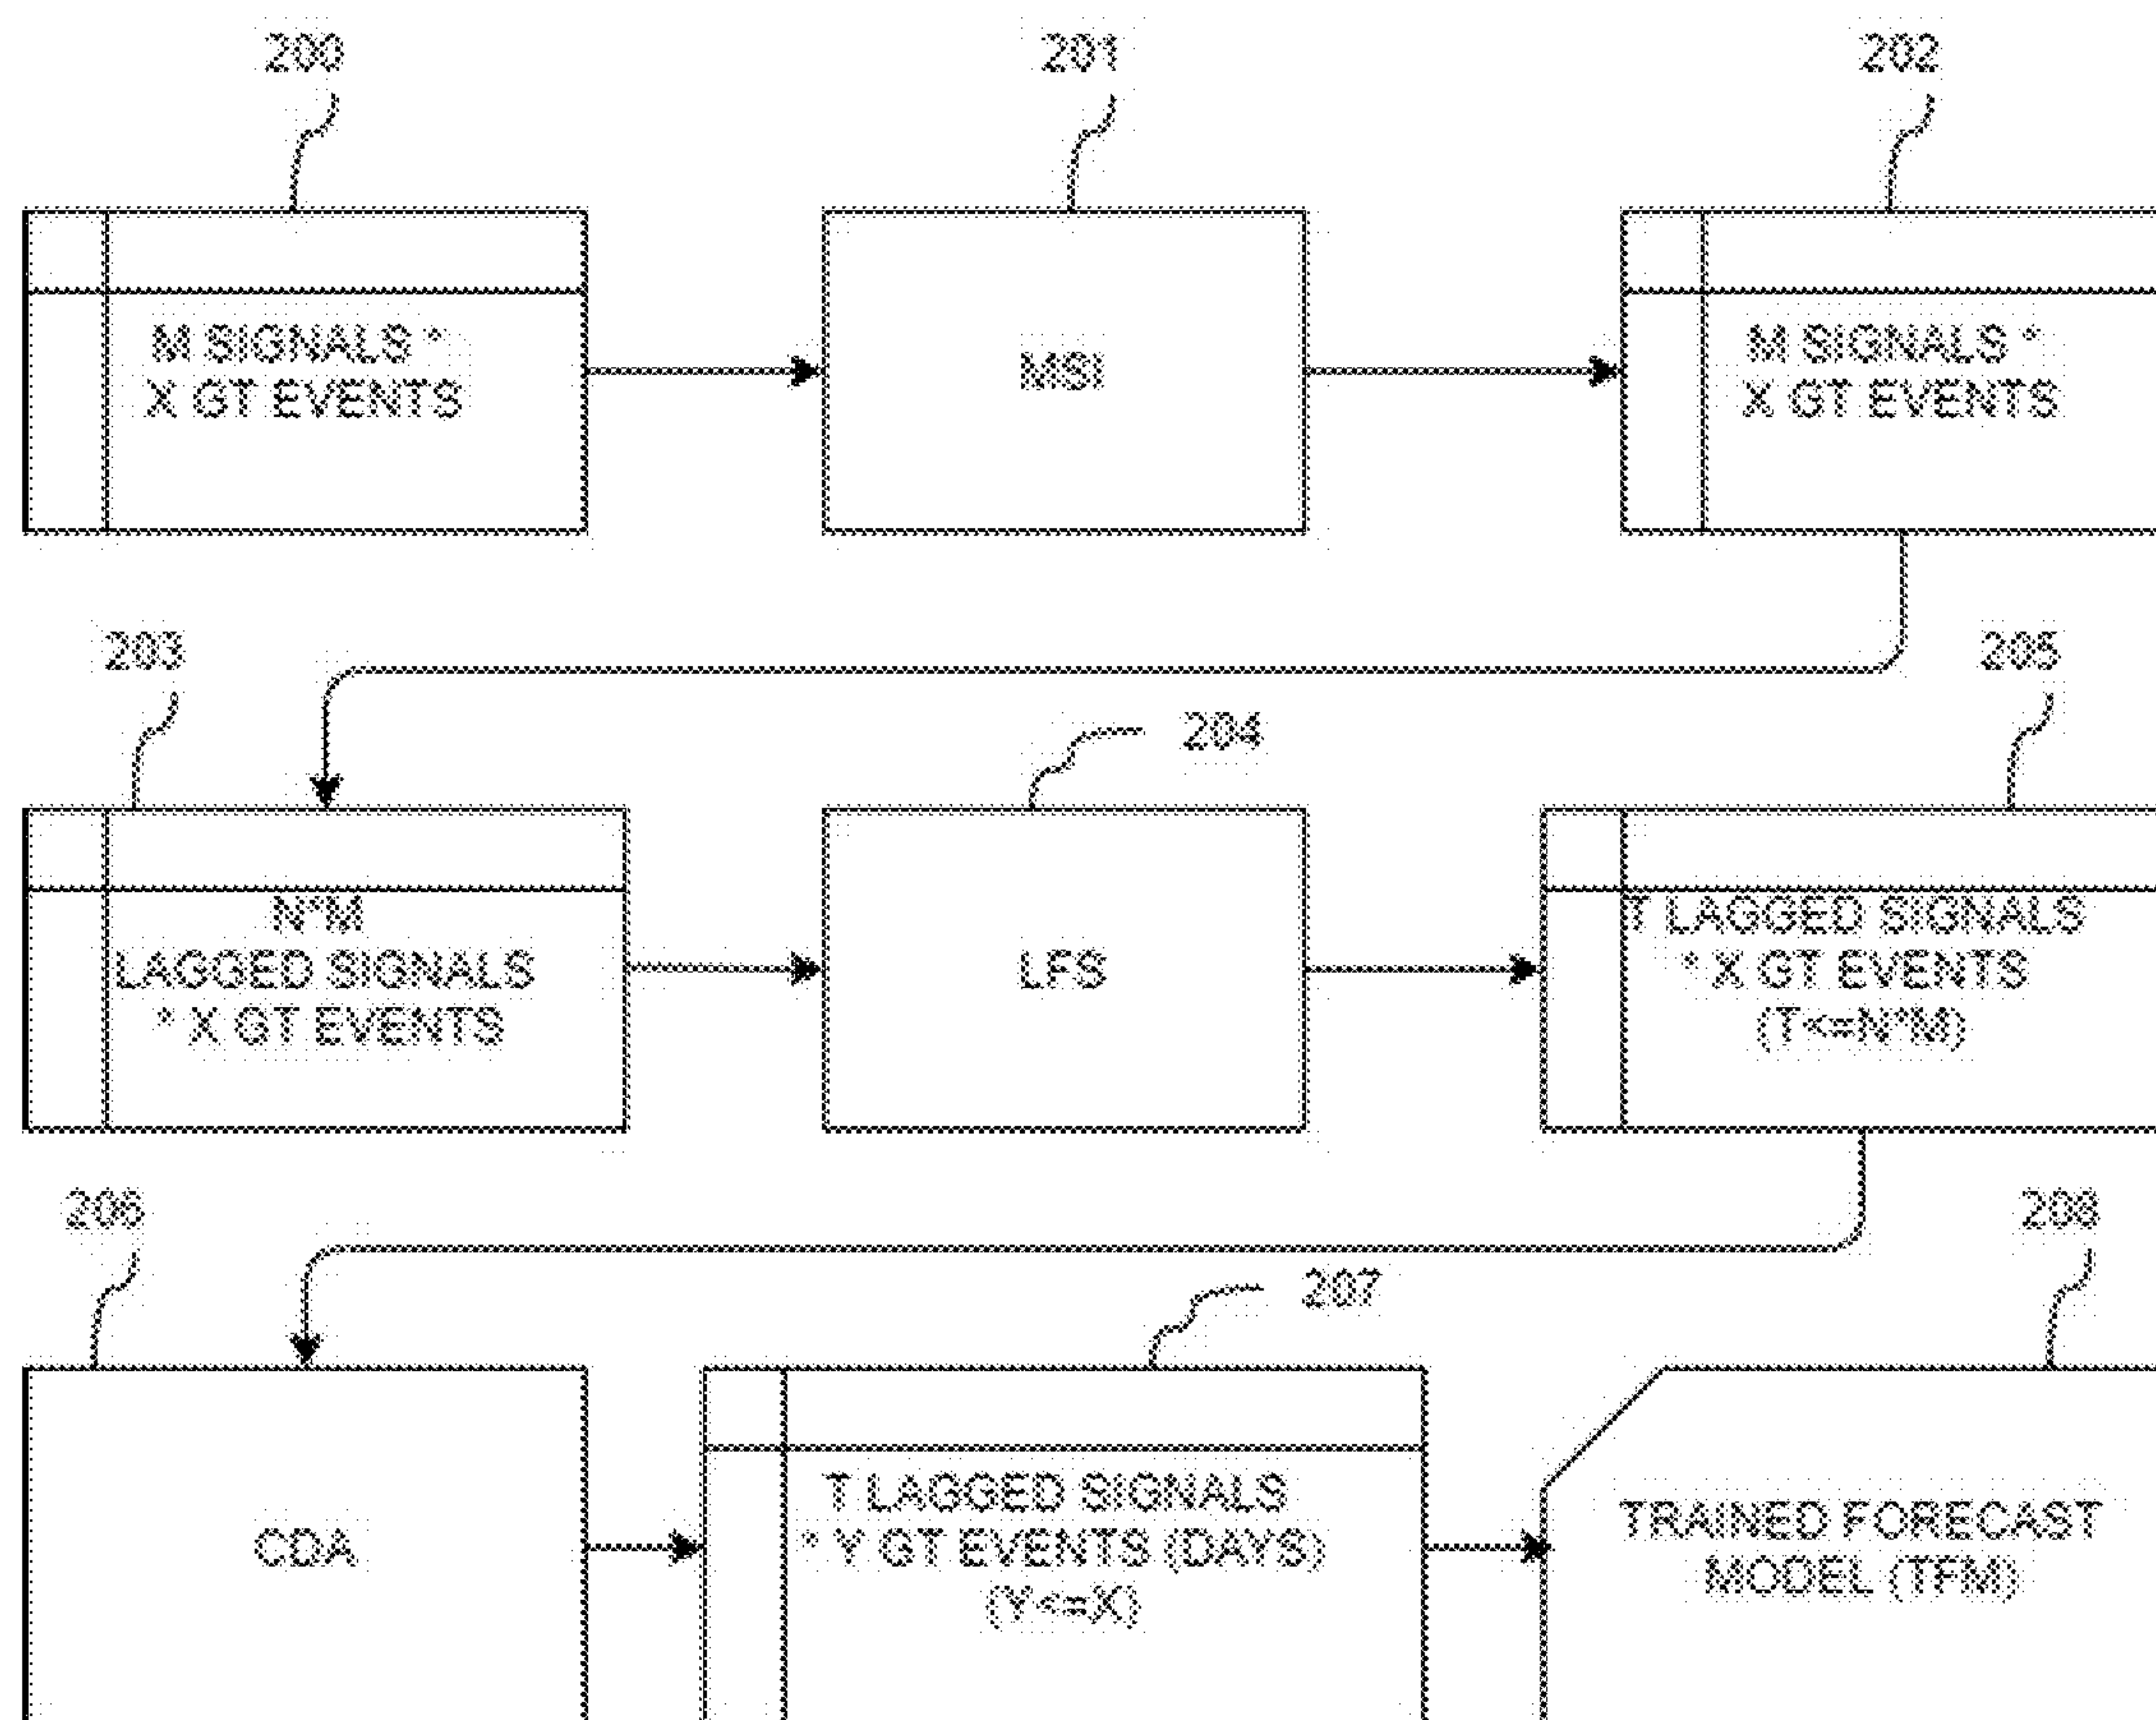 200
201
202
M SIGNALS *
X GT EVENTS
MSI
M SIGNALS *
X GT EVENTS
203
204
205
N*M
LAGGED SIGNALS
* X GT EVENTS
LFS
T LAGGED SIGNALS
* X GT EVENTS
(T<=N*M)
206
207
208
CDA
T LAGGED SIGNALS
* Y GT EVENTS (DAYS)
(Y<=X)
TRAINED FORECAST
MODEL (TFM)